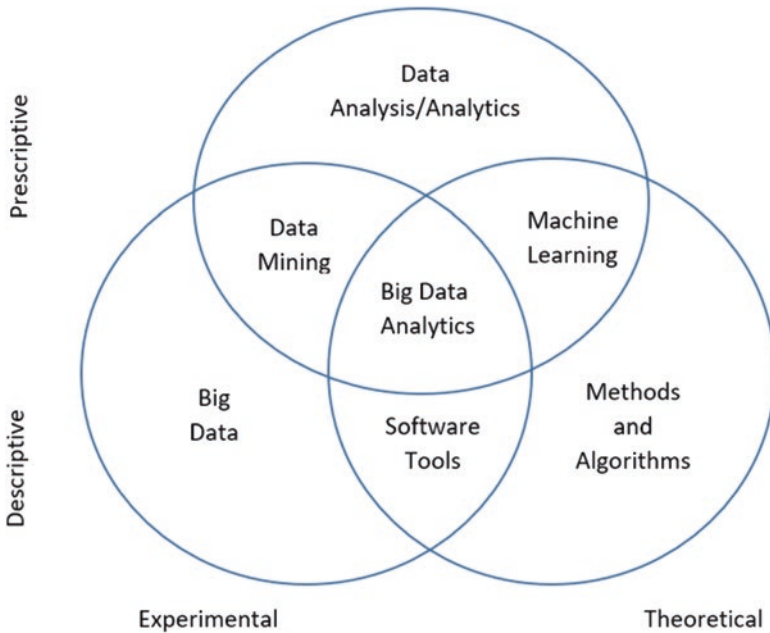 Prescriptive
Descriptive
Data
Analysis/Analytics
Data
Mining
Machine
Learning
Big Data
Analytics
Big
Data
Software
Tools
Methods
and
Algorithms
Experimental
Theoretical